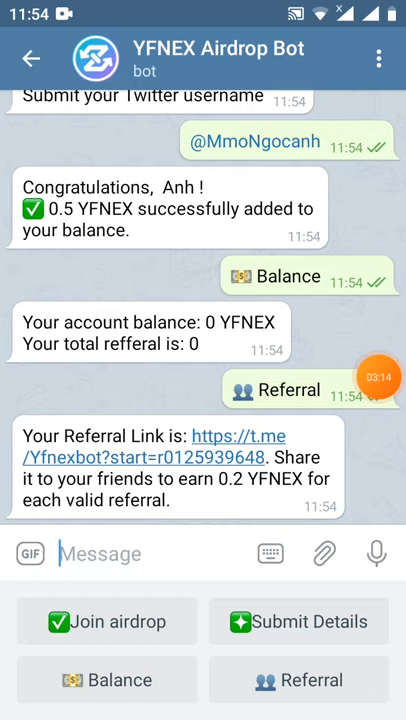 11:54
YFNEX Airdrop Bot
bot
Submit your Twitter username 11:54
@MmoNgocanh 11:54
Congratulations, Anh !
✅ 0.5 YFNEX successfully added to
your balance. 11:54
💵 Balance 11:54
Your account balance: 0 YFNEX
Your total refferal is: 0 11:54
03:14
👥 Referral 11:54
Your Referral Link is: https://t.me
/Yfnexbot?start=r0125939648. Share
it to your friends to earn 0.2 YFNEX for
each valid referral. 11:54
GIF Message
✅Join airdrop
❇️Submit Details
💵 Balance
👥 Referral